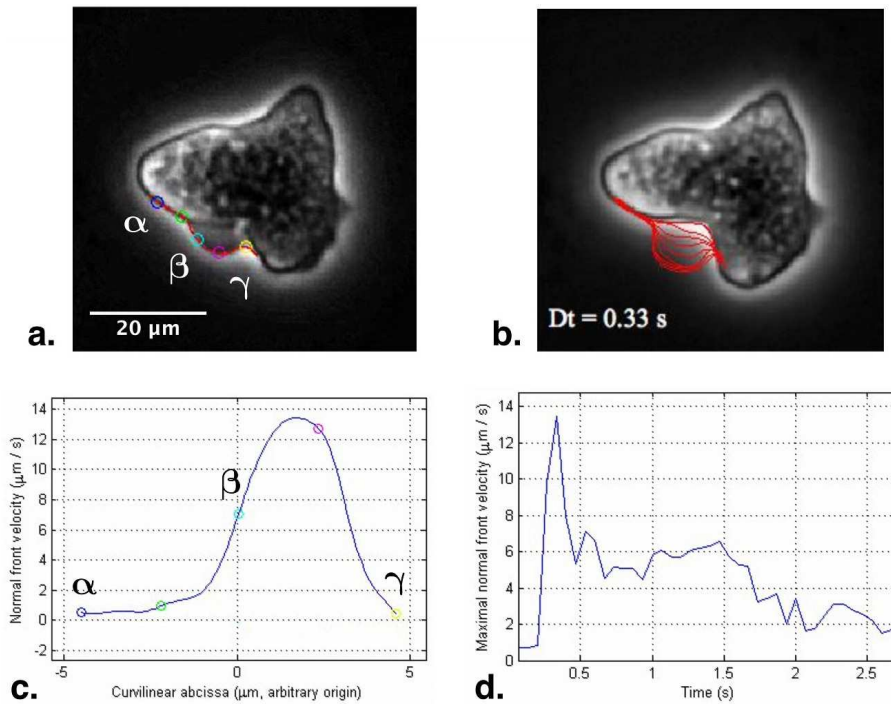 α
β
γ
20 μm
a.
Dt = 0.33 s
b.
14
12
10
8
6
4
2
0
-2
-5
0
5
Normal front velocity (μm / s)
Curvilinear abcissa (μm, arbitrary origin)
α
β
γ
c.
14
12
10
8
6
4
2
0
0.5
1
1.5
2
2.5
Maximal normal front velocity (μm / s)
Time (s)
d.